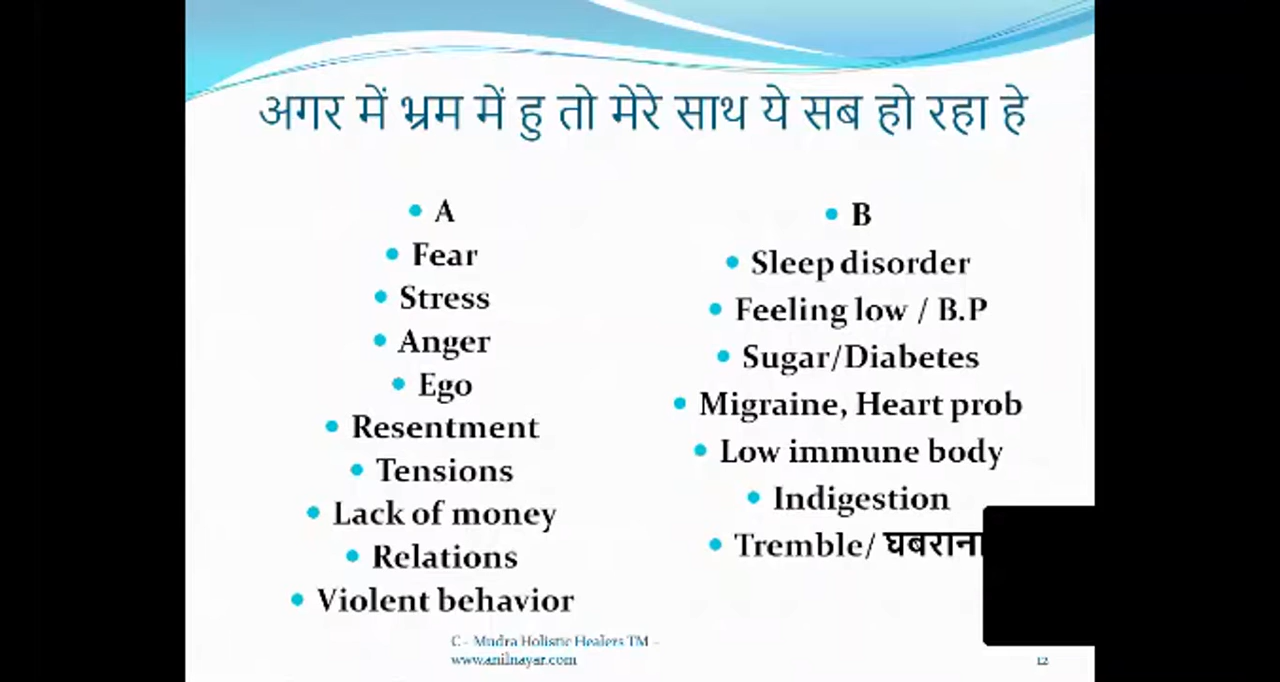 अगर में भ्रम में हु तो मेरे साथ ये सब हो रहा हे
A
Fear
Stress
Anger
Ego
Resentment
Tensions
Lack of money
Relations
Violent behavior
B
Sleep disorder
Feeling low / B.P
Sugar/Diabetes
Migraine, Heart prob
Low immune body
Indigestion
Tremble/ घबराना
C - Mudra Holistic Healers TM -
www.anilnayar.com
12